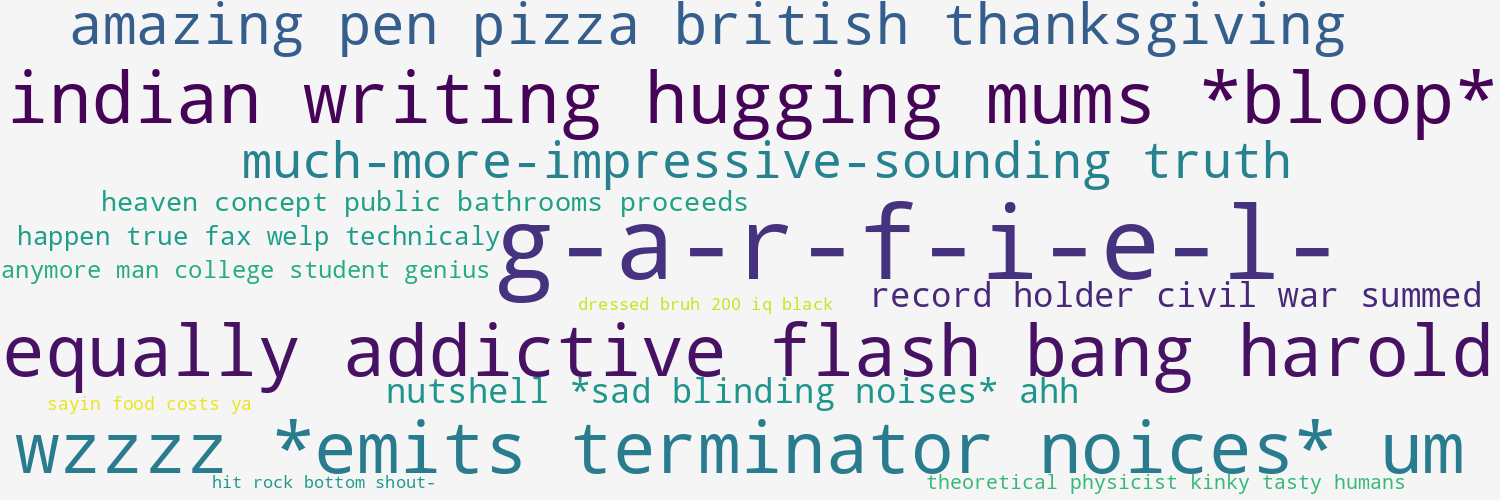 amazing pen pizza british thanksgiving
indian writing hugging mums *bloop*
much-more-impressive-sounding truth
heaven concept public bathrooms proceeds
happen true fax welp technicaly
g-a-r-f-i-e-l-
anymore man college student genius
record holder civil war summed
dressed bruh 200 iq black
equally addictive flash bang harold
nutshell *sad blinding noises* ahh
sayin food costs ya
wzzzz *emits terminator noices* um
hit rock bottom shout-
theoretical physicist kinky tasty humans